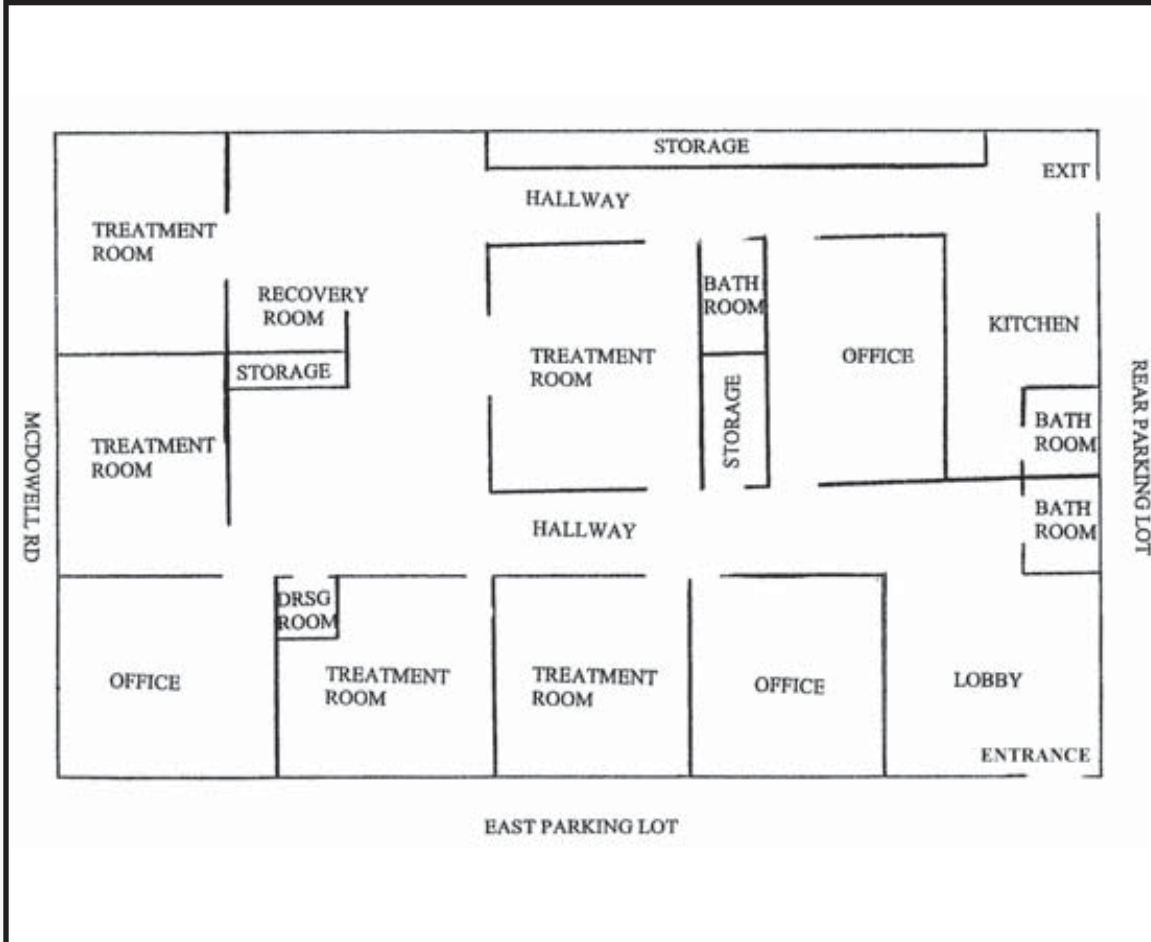 STORAGE
EXIT
HALLWAY
TREATMENT
ROOM
RECOVERY
ROOM
BATH
ROOM
KITCHEN
TREATMENT
ROOM
OFFICE
STORAGE
STORAGE
REAR PARKING LOT
MCDOWELL RD
TREATMENT
ROOM
BATH
ROOM
BATH
ROOM
HALLWAY
DRSG
ROOM
OFFICE
TREATMENT
ROOM
TREATMENT
ROOM
OFFICE
LOBBY
ENTRANCE
EAST PARKING LOT